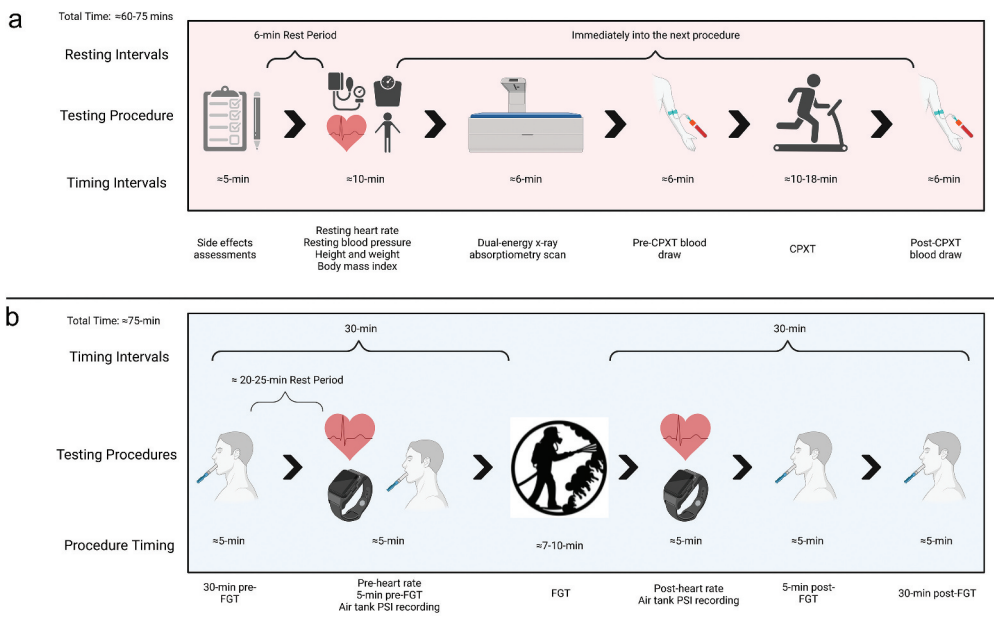 a
Total Time: ≈60-75 mins
6-min Rest Period
Immediately into the next procedure
Resting Intervals
Testing Procedure
Timing Intervals
≈5-min
≈10-min
≈6-min
≈6-min
≈10-18-min
≈6-min
Side effects
assessments
Resting heart rate
Resting blood pressure
Height and weight
Body mass index
Dual-energy x-ray
absorptiometry scan
Pre-CPXT blood
draw
CPXT
Post-CPXT
blood draw
b
Total Time: ≈75-min
30-min
30-min
Timing Intervals
≈ 20-25-min Rest Period
Testing Procedures
Procedure Timing
≈5-min
≈5-min
≈7-10-min
≈5-min
≈5-min
≈5-min
30-min pre-
FGT
Pre-heart rate
5-min pre-FGT
Air tank PSI recording
FGT
Post-heart rate
Air tank PSI recording
5-min post-
FGT
30-min post-FGT